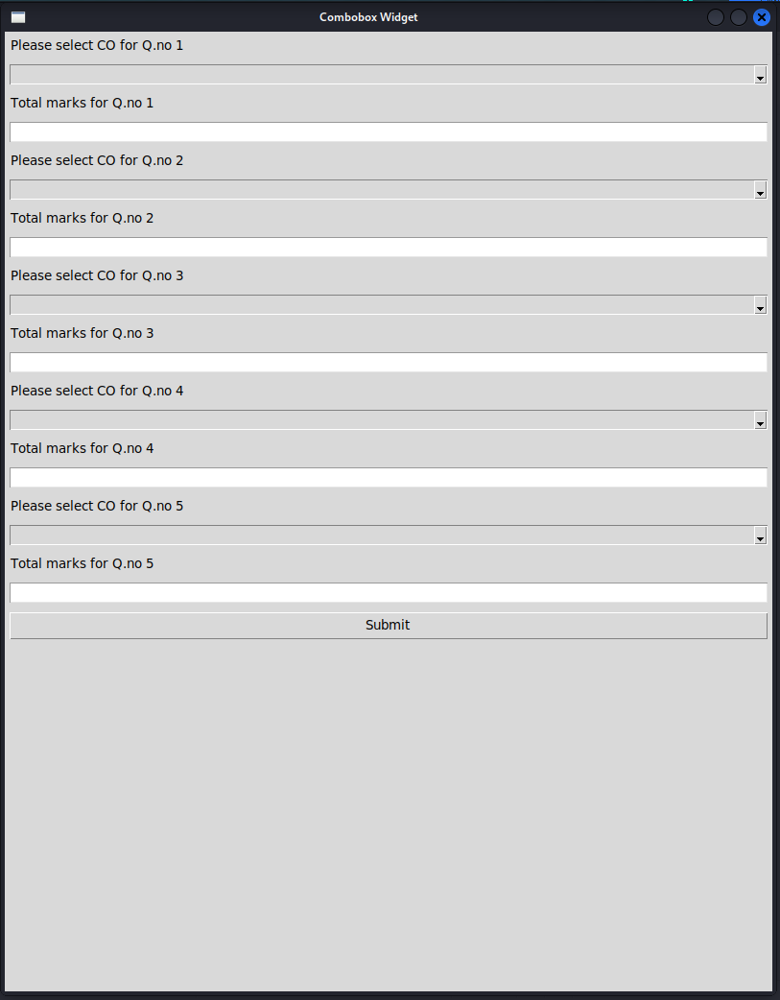 Combobox Widget
Please select CO for Q.no 1
Total marks for Q.no 1
Please select CO for Q.no 2
Total marks for Q.no 2
Please select CO for Q.no 3
Total marks for Q.no 3
Please select CO for Q.no 4
Total marks for Q.no 4
Please select CO for Q.no 5
Total marks for Q.no 5
Submit